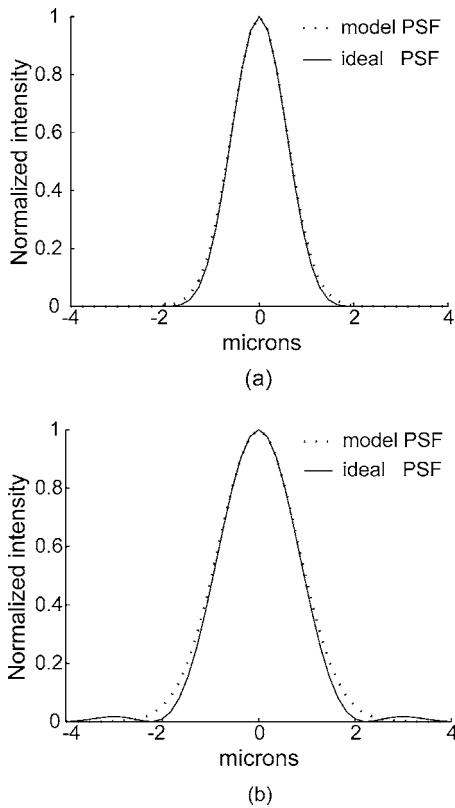 1
model PSF
ideal PSF
0.8
0.6
0.4
0.2
0
Normalized intensity
-4
-2
0
2
4
microns
(a)
1
model PSF
ideal PSF
0.8
0.6
0.4
0.2
0
Normalized intensity
-4
-2
0
2
4
microns
(b)